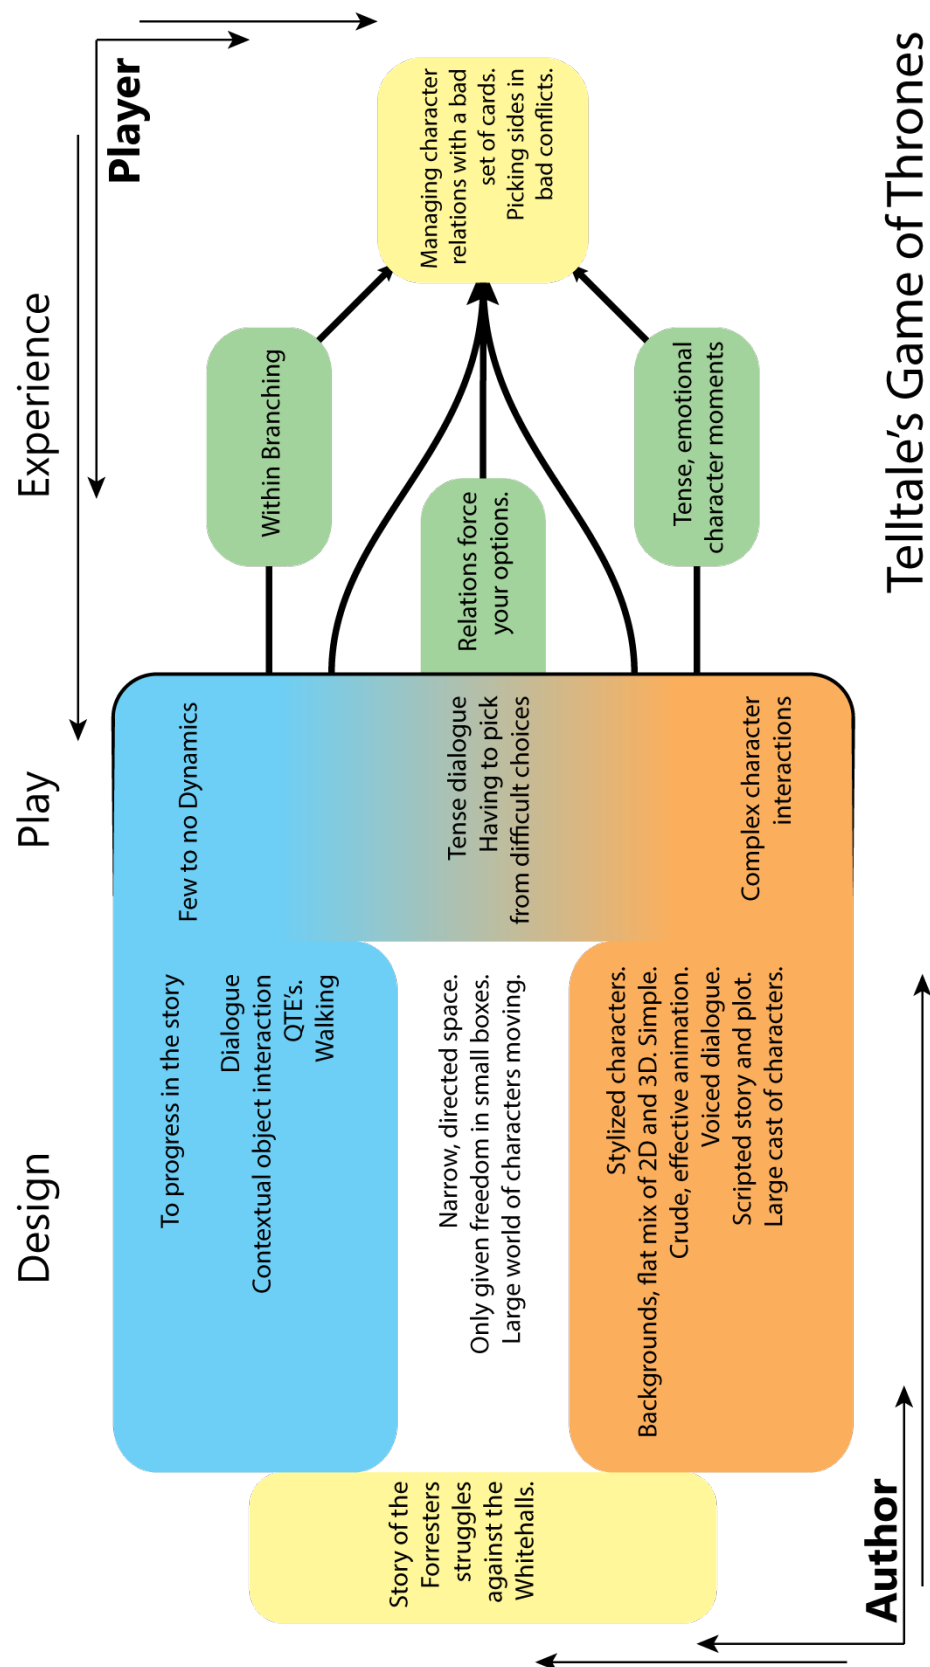 Design
Play
Experience
Player
To progress in the story
Dialogue
Contextual object interaction
QTE's.
Walking
Few to no Dynamics
Within Branching
Story of the
Forresters
struggles
against the
Whitehalls.
Narrow, directed space.
Only given freedom in small boxes.
Large world of characters moving.
Tense dialogue
Having to pick
from difficult choices
Relations force
your options.
Managing character
relations with a bad
set of cards.
Picking sides in
bad conflicts.
Stylized characters.
Backgrounds, flat mix of 2D and 3D. Simple.
Crude, effective animation.
Voiced dialogue.
Scripted story and plot.
Large cast of characters.
Complex character
interactions
Tense, emotional
character moments
Author
Telltale's Game of Thrones